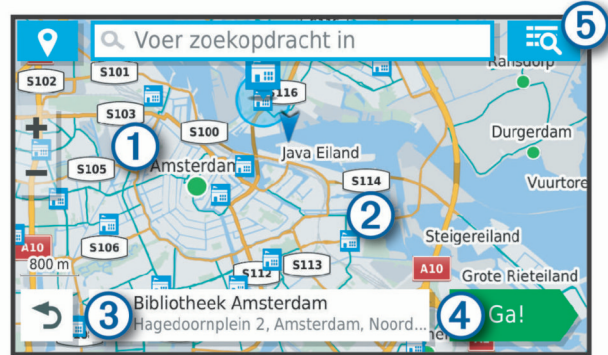 5
Voer zoekopdracht in
Ransdorp
S102
S101
S116
S103
1
S100
Durgerdam
Java Eiland
S105
Amsterdam
S114
Vuurtore
2
Steigereiland
A10
S106
800 m
S112
S113
A10
Grote Rieteiland
3
Bibliotheek Amsterdam
4
Ga!
Hagedoornplein 2, Amsterdam, Noord...